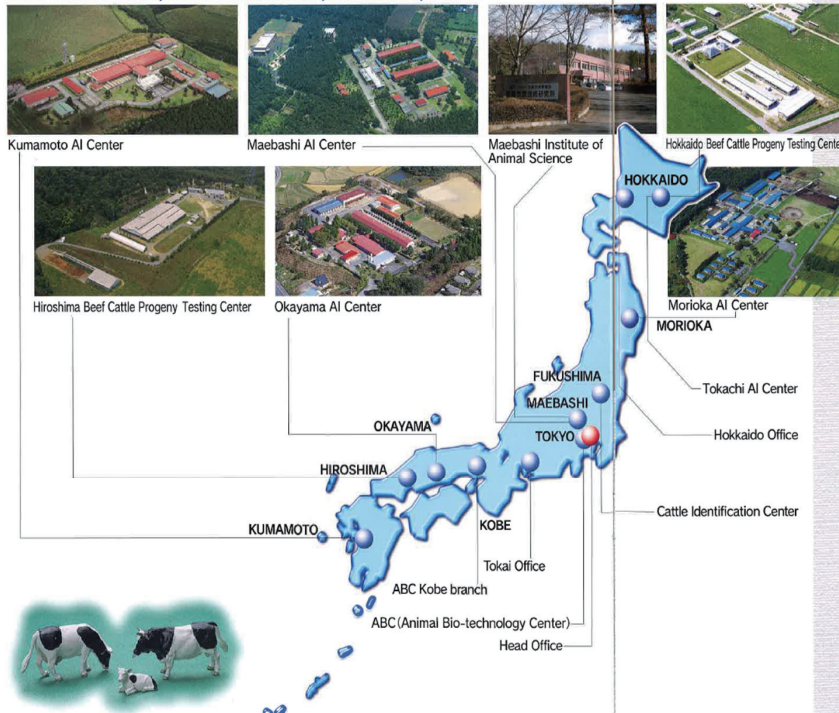 Kumamoto AI Center
Maebashi AI Center
Maebashi Institute of
Animal Science
Hokkaido Beef Cattle Progeny Testing Cente
Hiroshima Beef Cattle Progeny Testing Center
Okayama AI Center
Morioka AI Center
HOKKAIDO
MORIOKA
Tokachi AI Center
FUKUSHIMA
MAEBASHI
OKAYAMA
TOKYO
Hokkaido Office
HIROSHIMA
Cattle Identification Center
KUMAMOTO
KOBE
Tokai Office
ABC Kobe branch
ABC (Animal Bio-technology Center)
Head Office